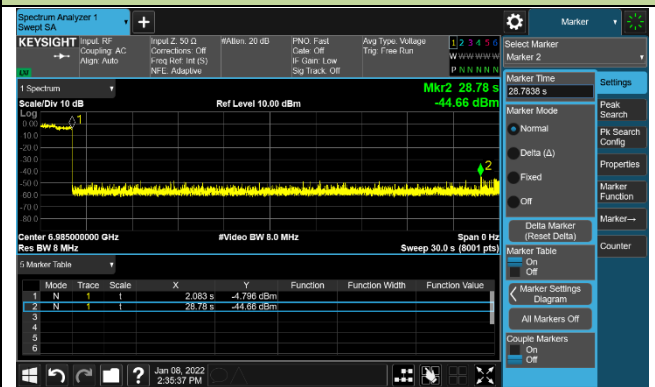 Spectrum Analyzer 1
Swept SA
Marker
KEYSIGHT
Input: RF
Coupling: AC
Align: Auto
Input Z: 50 Ω
Corrections: Off
Freq Ref: Int (S)
NFE: Adaptive
#Atten: 20 dB
PNO: Fast
Gate: Off
IF Gain: Low
Sig Track: Off
Avg Type: Voltage
Trig: Free Run
1 2 3 4 5 6
W W W W W W
P N N N N N
LXI
Select Marker
Marker 2
1 Spectrum
Scale/Div 10 dB
Ref Level 10.00 dBm
Mkr2 28.78 s
-44.66 dBm
Log
0.00
-10.0
-20.0
-30.0
-40.0
-50.0
-60.0
-70.0
-80.0
1
2
Center 6.985000000 GHz
Res BW 8 MHz
#Video BW 8.0 MHz
Span 0 Hz
Sweep 30.0 s (8001 pts)
5 Marker Table
Mode Trace Scale X Y Function Function Width Function Value
1 N 1 t 2.083 s -4.796 dBm
2 N 1 t 28.78 s -44.66 dBm
3
4
5
6
Marker Time
28.7838 s
Marker Mode
Normal
Delta (Δ)
Fixed
Off
Delta Marker
(Reset Delta)
Marker Table
On
Off
Marker Settings
Diagram
All Markers Off
Couple Markers
On
Off
Settings
Peak
Search
Pk Search
Config
Properties
Marker
Function
Marker→
Counter
?
Jan 08, 2022
2:35:37 PM